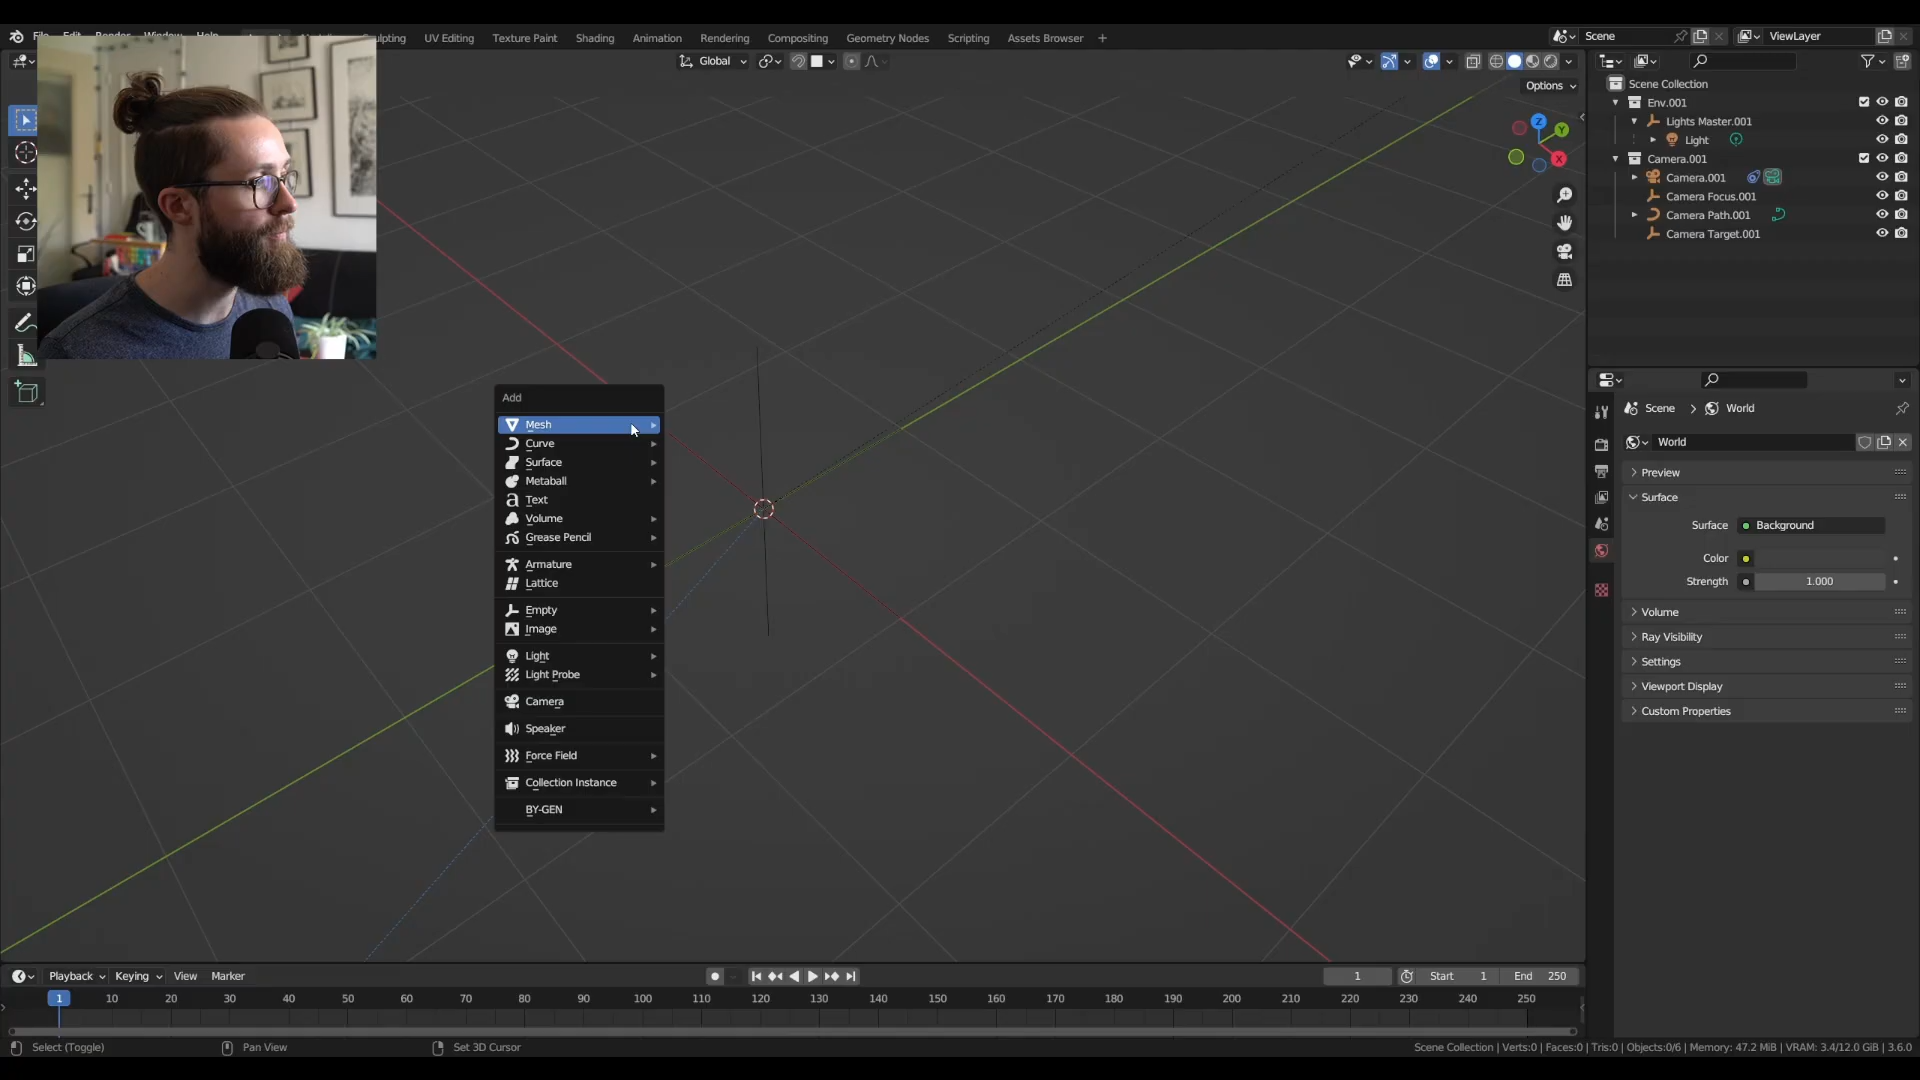 Sculpting
UV Editing
Texture Paint
Shading
Animation
Rendering
Compositing
Geometry Nodes
Scripting
Assets Browser
+
Scene
ViewLayer
Global
Options
Z
Y
X
Scene Collection
Env.001
Lights Master.001
Light
Camera.001
Camera.001
Camera Focus.001
Camera Path.001
Camera Target.001
Add
Mesh
Curve
Surface
Metaball
Text
Volume
Grease Pencil
Armature
Lattice
Empty
Image
Light
Light Probe
Camera
Speaker
Force Field
Collection Instance
BY-GEN
Scene > World
World
Preview
Surface
Surface Background
Color
Strength 1.000
Volume
Ray Visibility
Settings
Viewport Display
Custom Properties
Playback Keying View Marker
1 Start 1 End 250
1 10 20 30 40 50 60 70 80 90 100 110 120 130 140 150 160 170 180 190 200 210 220 230 240 250
Select (Toggle) Pan View Set 3D Cursor
Scene Collection | Verts:0 | Faces:0 | Tris:0 | Objects:0/6 | Memory: 47.2 MiB | VRAM: 3.4/12.0 GiB | 3.6.0